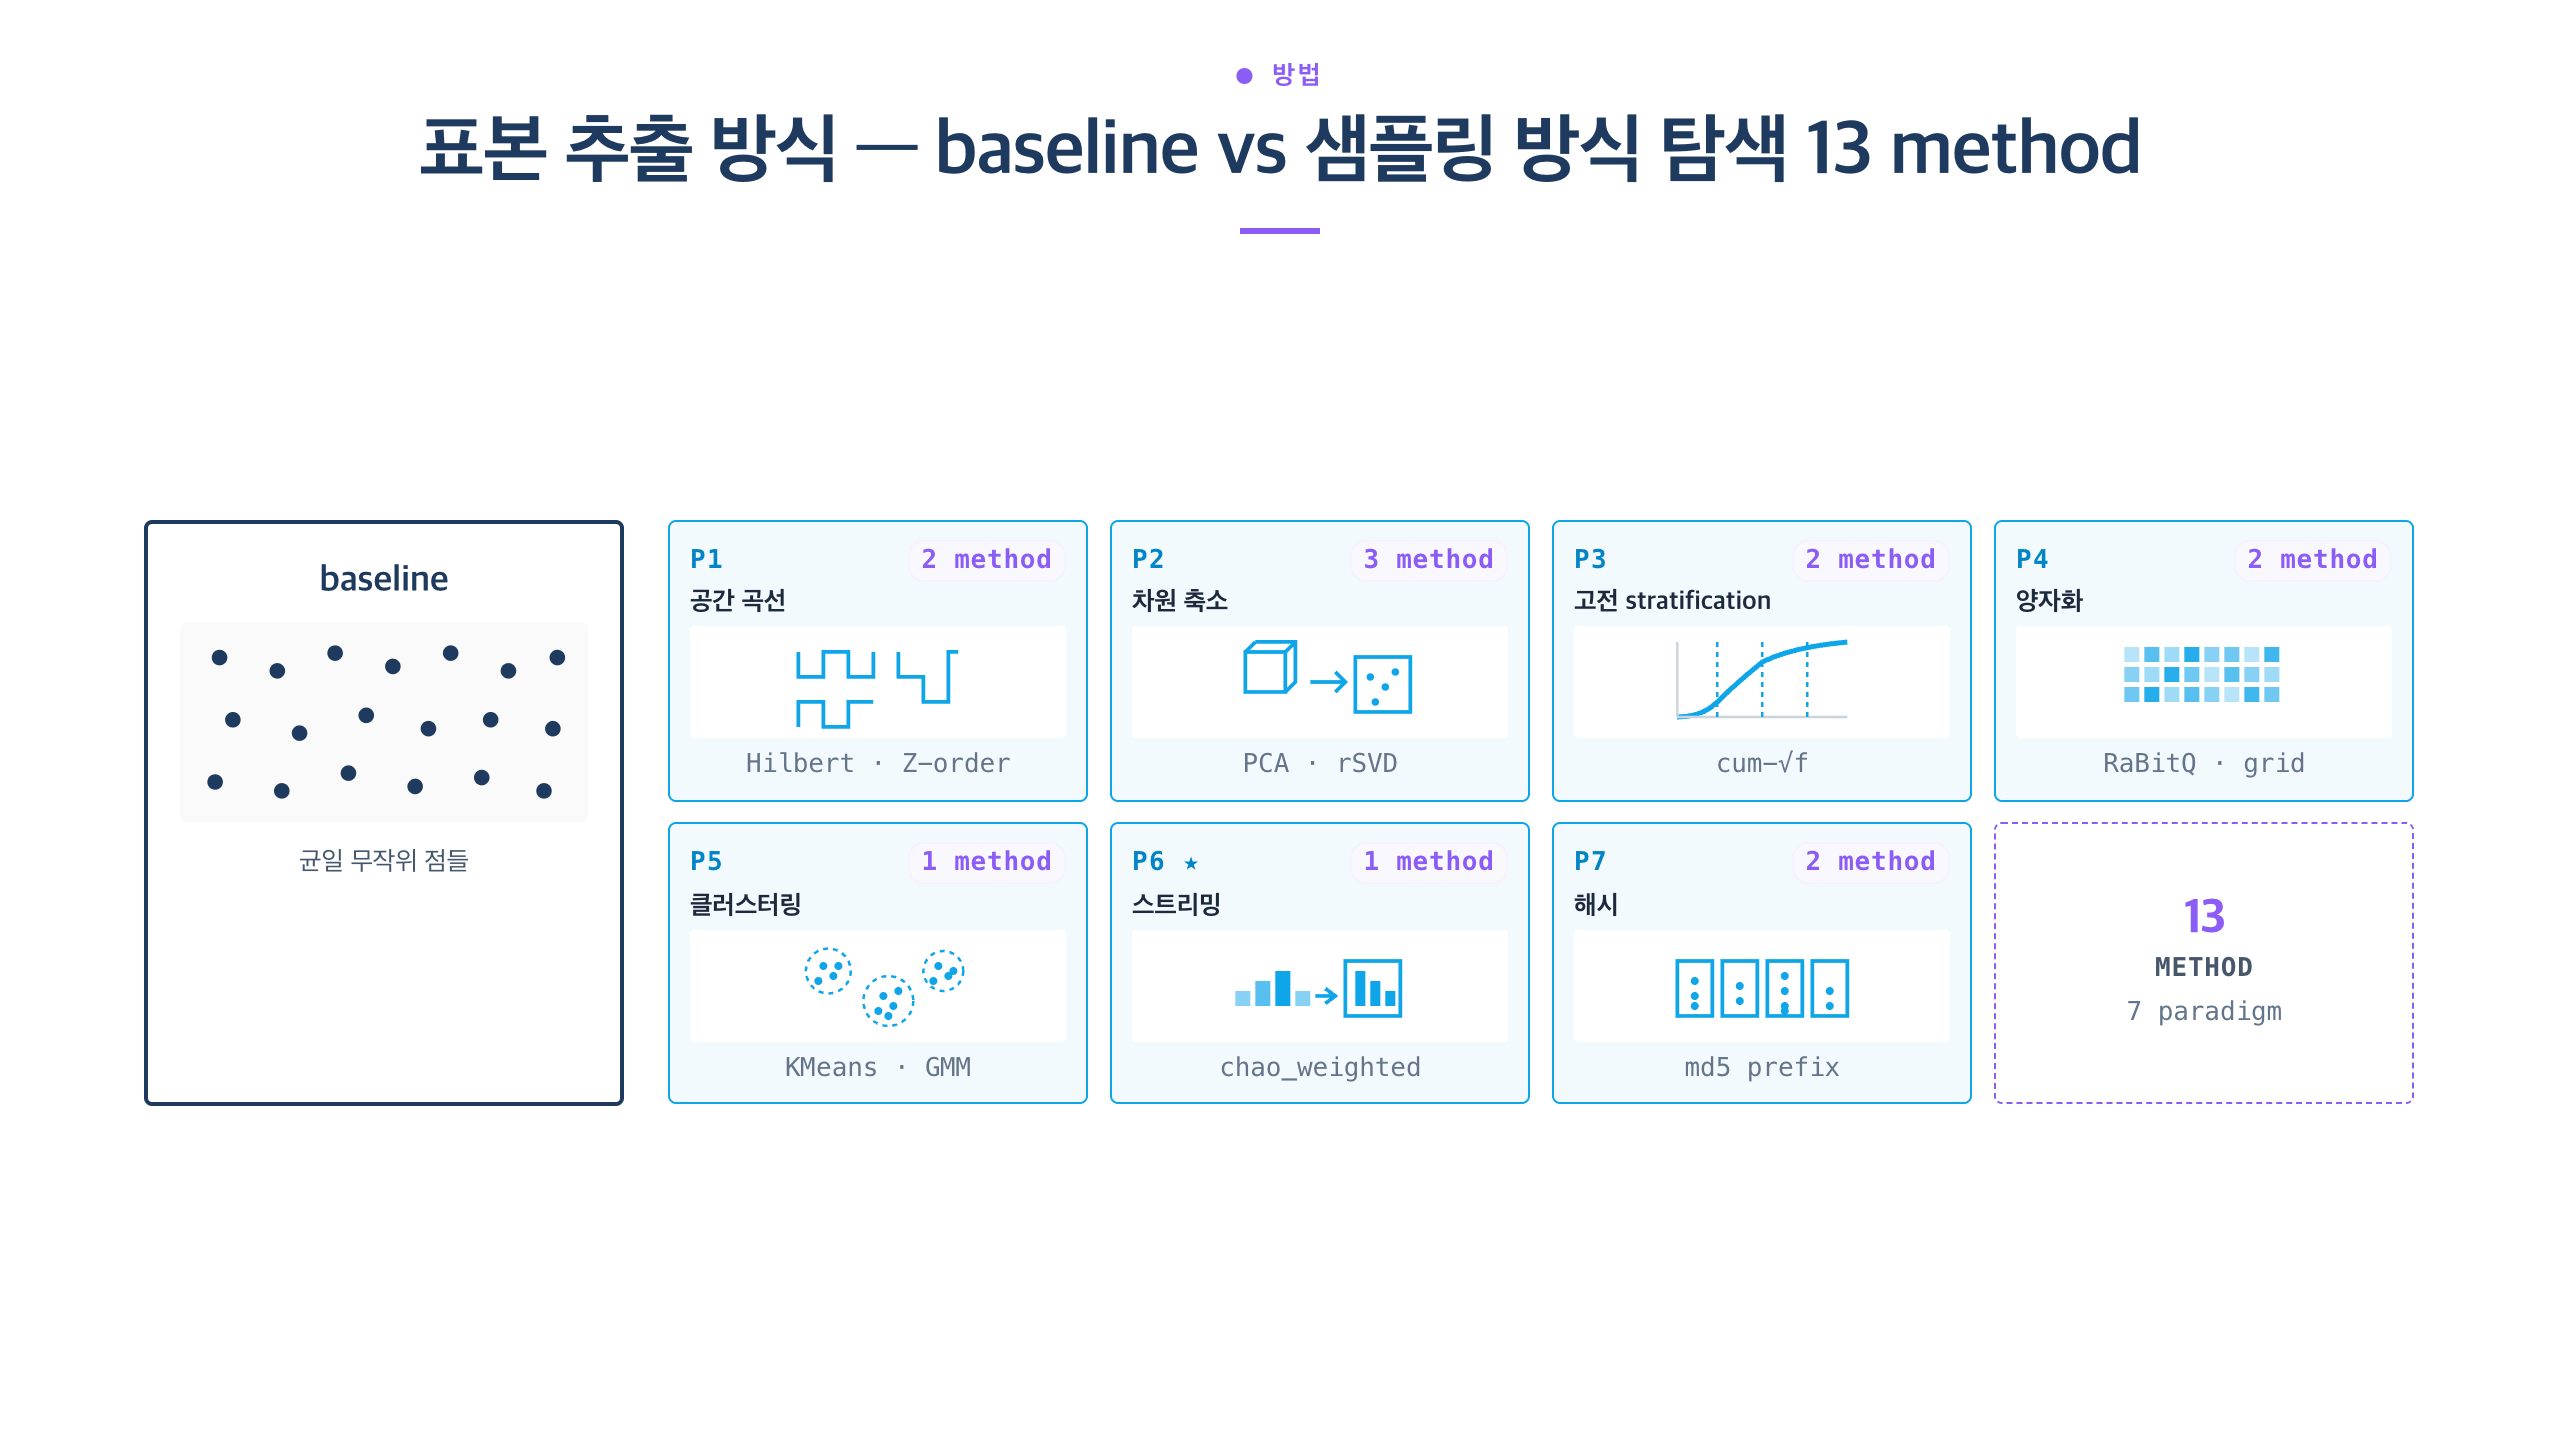 방법
표본 추출 방식 — baseline vs 샘플링 방식 탐색 13 method
baseline
균일 무작위 점들
P1
2 method
공간 곡선
Hilbert · Z-order
P2
3 method
차원 축소
PCA · rSVD
P3
2 method
고전 stratification
cum-√f
P4
2 method
양자화
RaBitQ · grid
P5
1 method
클러스터링
KMeans · GMM
P6 ★
1 method
스트리밍
chao_weighted
P7
2 method
해시
md5 prefix
13
METHOD
7 paradigm